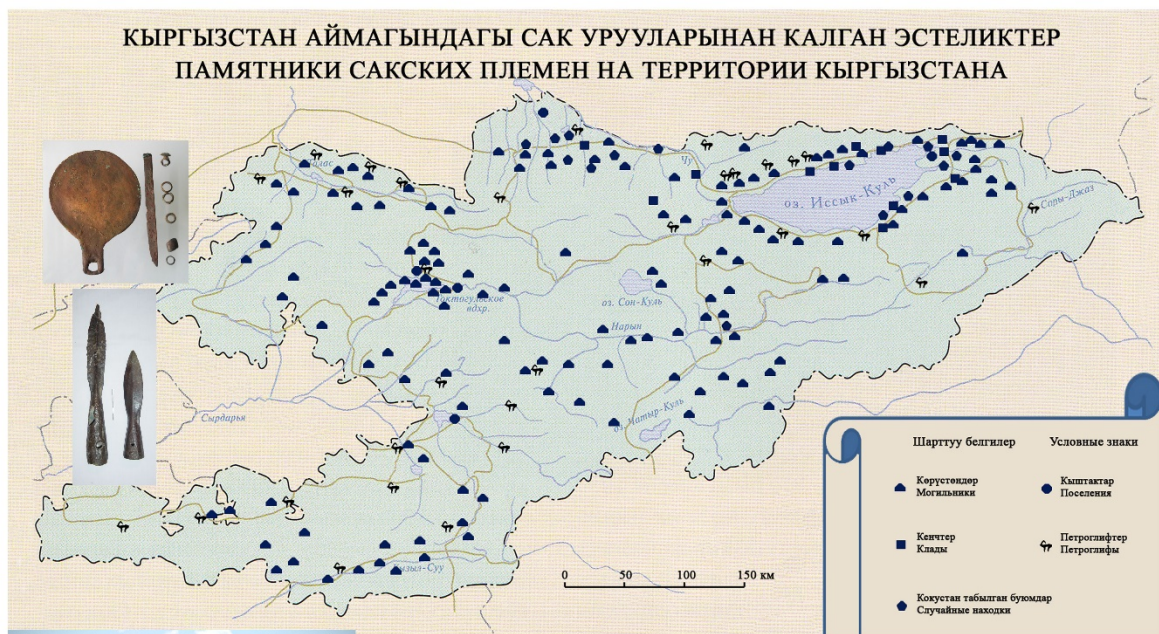 КЫРГЫЗСТАН АЙМАГЫНДАГЫ САК УРУУЛАРЫНАН КАЛГАН ЭСТЕЛИКТЕР
ПАМЯТНИКИ САКСКИХ ПЛЕМЕН НА ТЕРРИТОРИИ КЫРГЫЗСТАНА
Талас
Чу
оз. Иссык-Куль
Сары-Джаз
Токтогульское
вдхр.
оз. Сон-Куль
Нарын
Сырдарья
оз. Чатыр-Куль
Кызыл-Суу
0 50 100 150 км
Шарттуу белгилер
Условные знаки
Көрүстөндөр
Могильники
Кыштактар
Поселения
Кенчтер
Клады
Петроглифтер
Петроглифы
Кокустан табылган буюмдар
Случайные находки